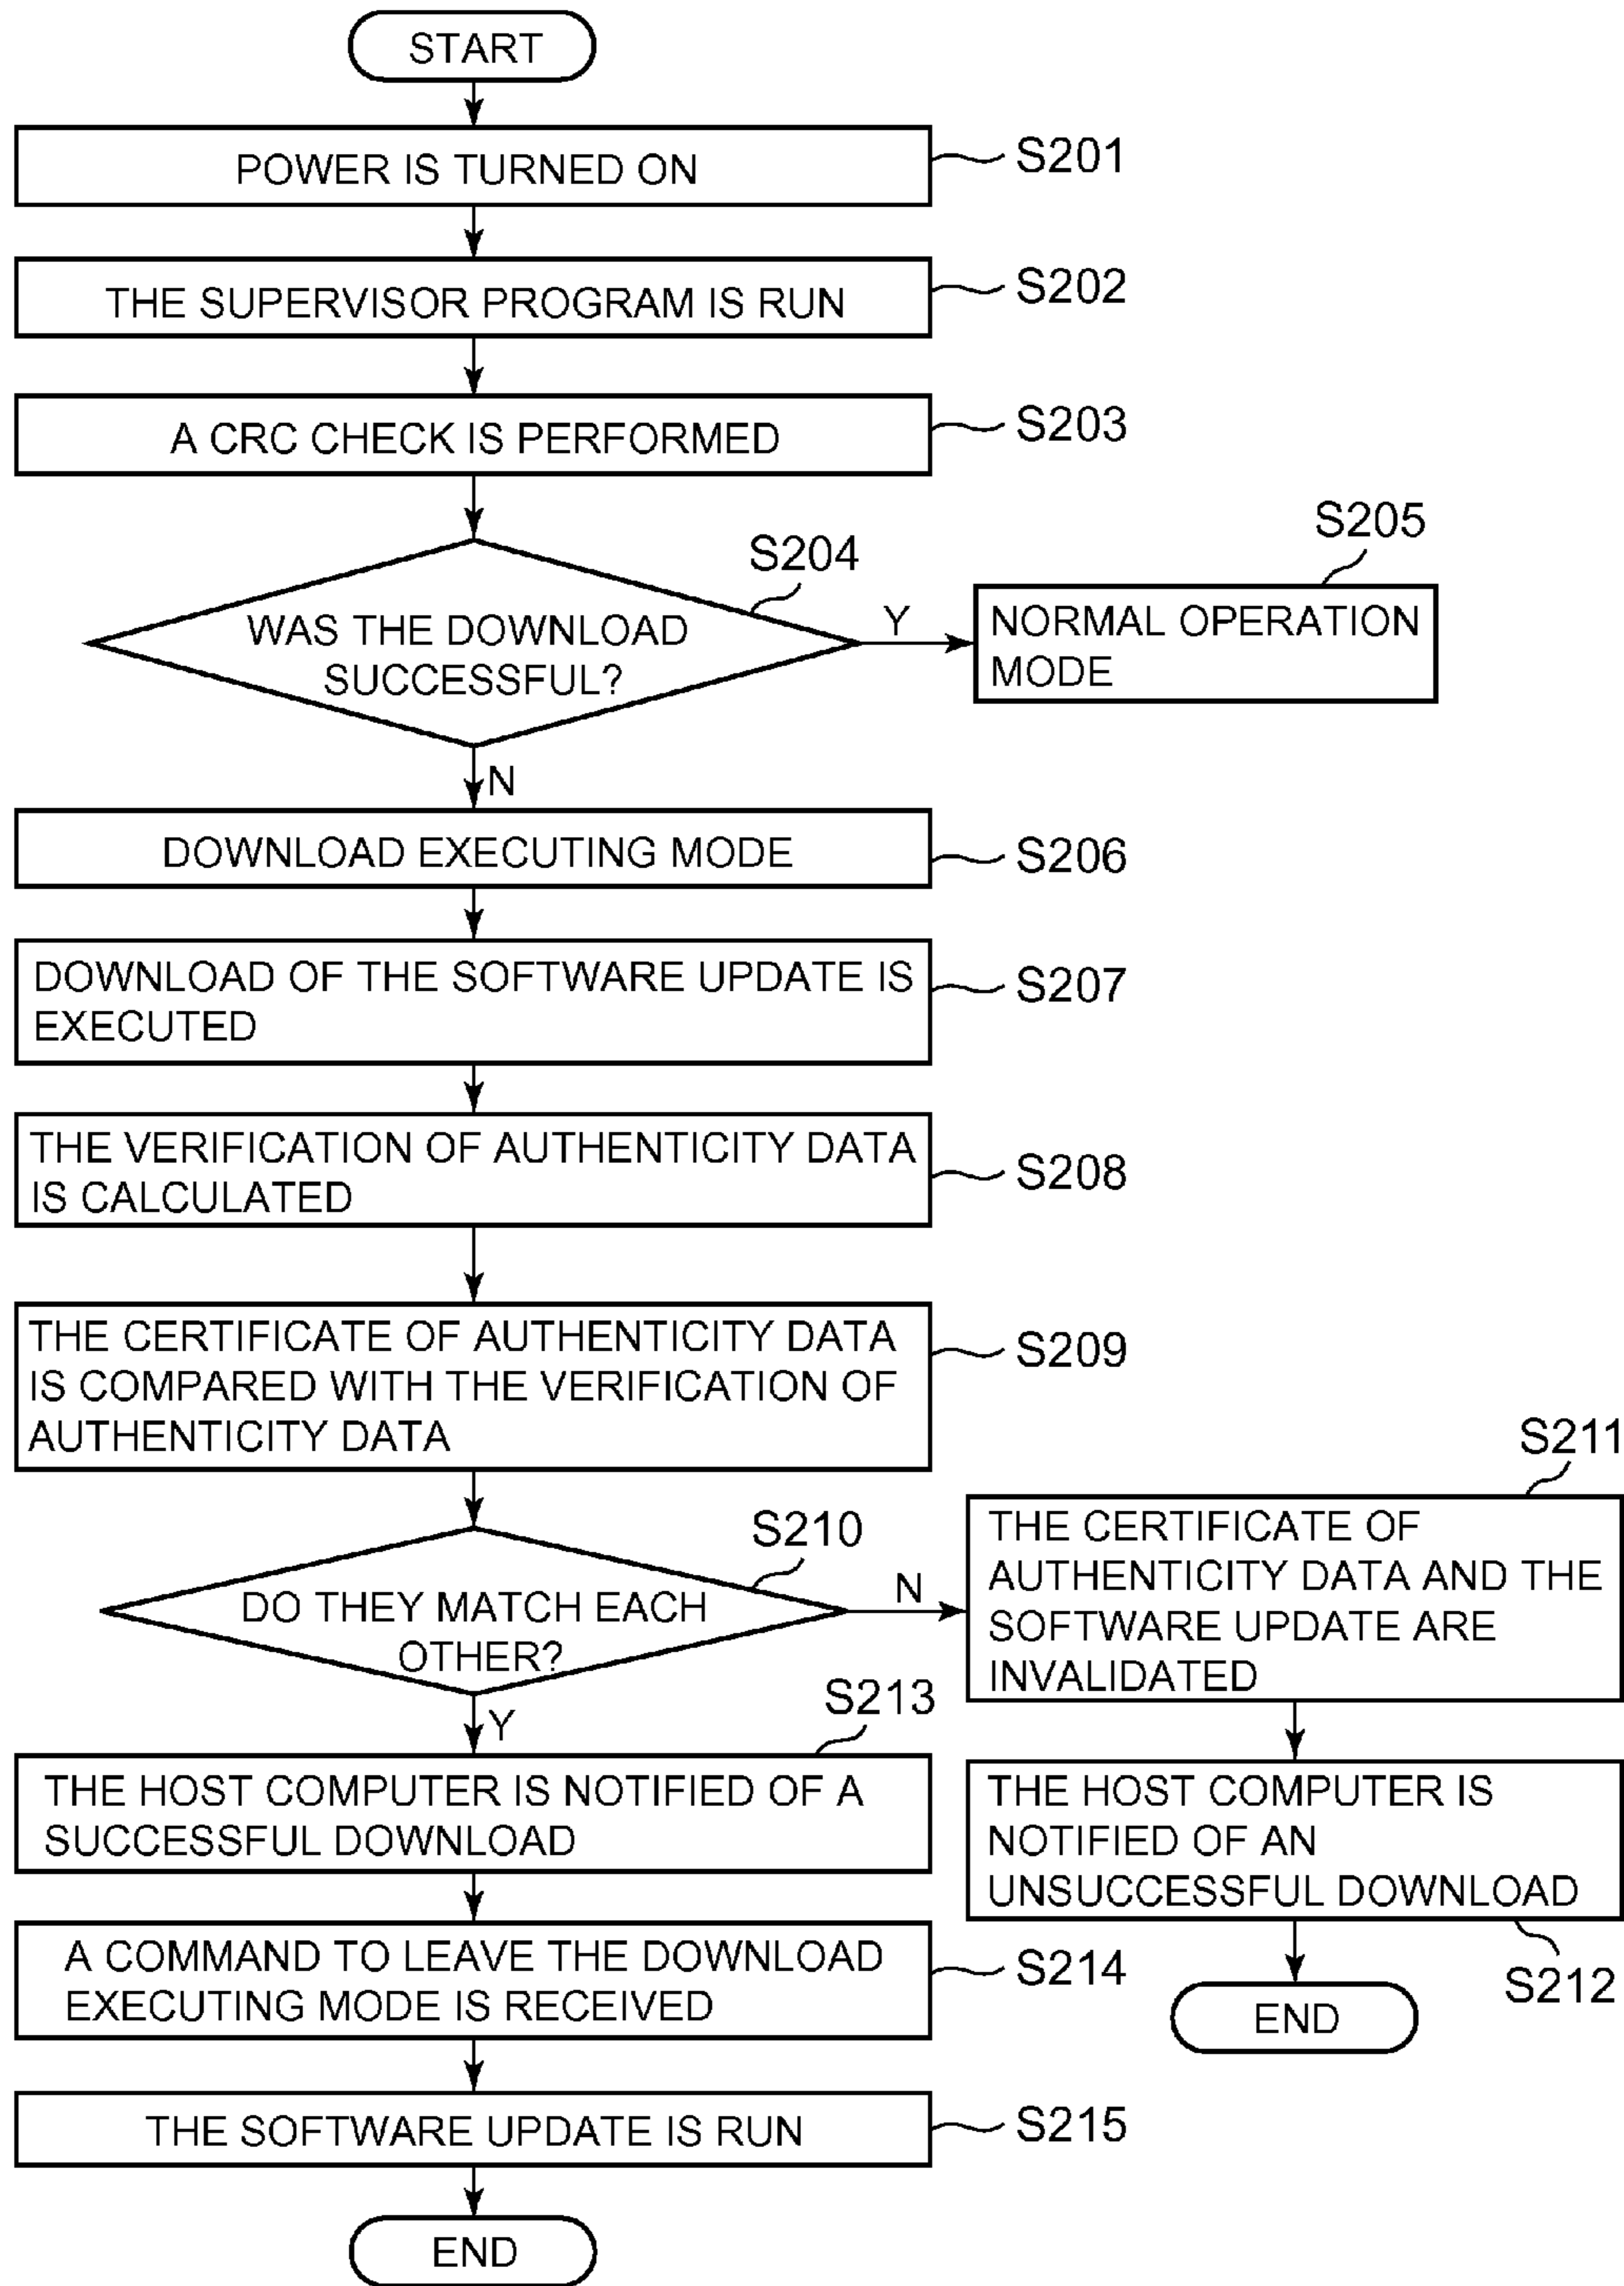 START
POWER IS TURNED ON
S201
THE SUPERVISOR PROGRAM IS RUN
S202
A CRC CHECK IS PERFORMED
S203
S204
WAS THE DOWNLOAD
SUCCESSFUL?
Y
S205
NORMAL OPERATION
MODE
N
DOWNLOAD EXECUTING MODE
S206
DOWNLOAD OF THE SOFTWARE UPDATE IS
EXECUTED
S207
THE VERIFICATION OF AUTHENTICITY DATA
IS CALCULATED
S208
THE CERTIFICATE OF AUTHENTICITY DATA
IS COMPARED WITH THE VERIFICATION OF
AUTHENTICITY DATA
S209
S210
DO THEY MATCH EACH
OTHER?
N
S211
THE CERTIFICATE OF
AUTHENTICITY DATA AND THE
SOFTWARE UPDATE ARE
INVALIDATED
Y
S213
THE HOST COMPUTER IS NOTIFIED OF A
SUCCESSFUL DOWNLOAD
THE HOST COMPUTER IS
NOTIFIED OF AN
UNSUCCESSFUL DOWNLOAD
S212
END
A COMMAND TO LEAVE THE DOWNLOAD
EXECUTING MODE IS RECEIVED
S214
THE SOFTWARE UPDATE IS RUN
S215
END